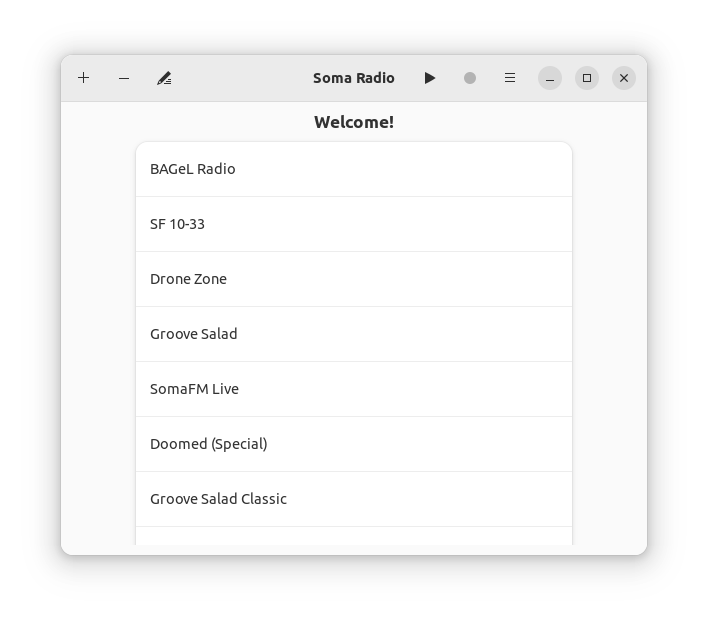 Soma Radio
Welcome!
BAGeL Radio
SF 10-33
Drone Zone
Groove Salad
SomaFM Live
Doomed (Special)
Groove Salad Classic